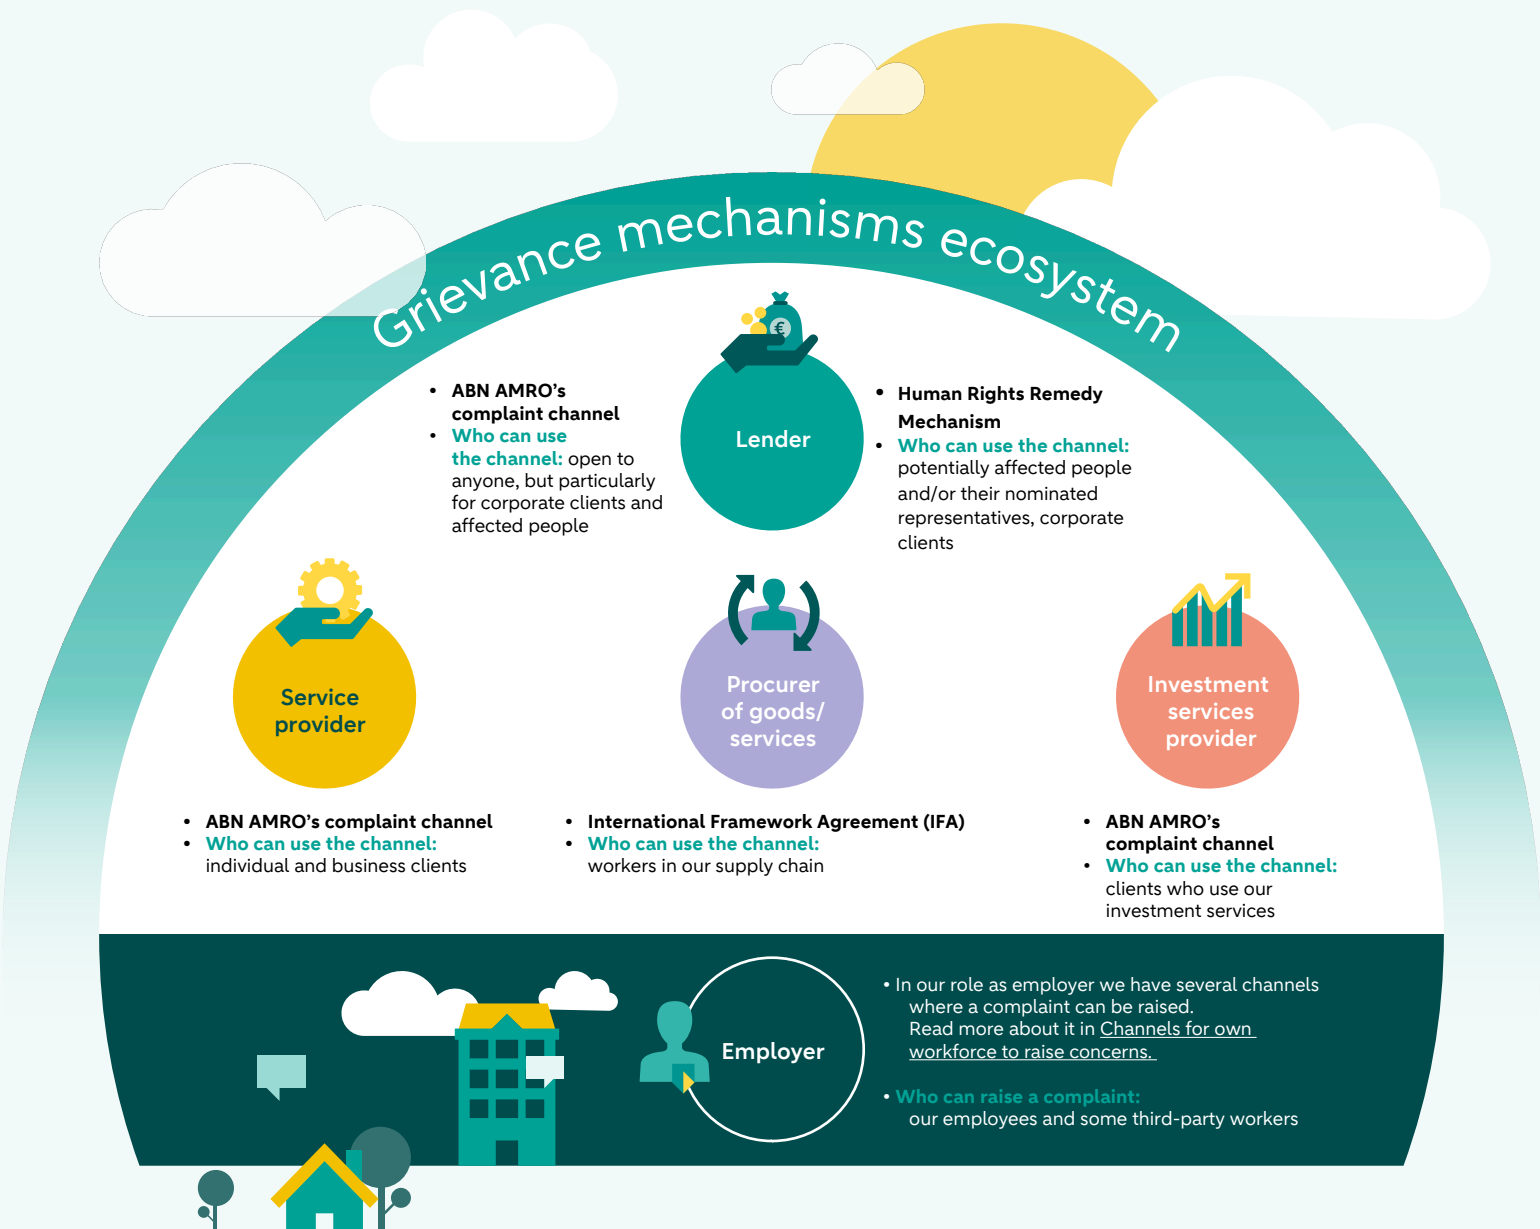 Grievance mechanisms ecosystem
€
• ABN AMRO’s
complaint channel
• Who can use
the channel: open to
anyone, but particularly
for corporate clients and
affected people
Lender
• Human Rights Remedy
Mechanism
• Who can use the channel:
potentially affected people
and/or their nominated
representatives, corporate
clients
Service
provider
• ABN AMRO’s complaint channel
• Who can use the channel:
individual and business clients
Procurer
of goods/
services
• International Framework Agreement (IFA)
• Who can use the channel:
workers in our supply chain
Investment
services
provider
• ABN AMRO’s
complaint channel
• Who can use the channel:
clients who use our
investment services
Employer
• In our role as employer we have several channels
where a complaint can be raised.
Read more about it in Channels for own
workforce to raise concerns.
• Who can raise a complaint:
our employees and some third-party workers